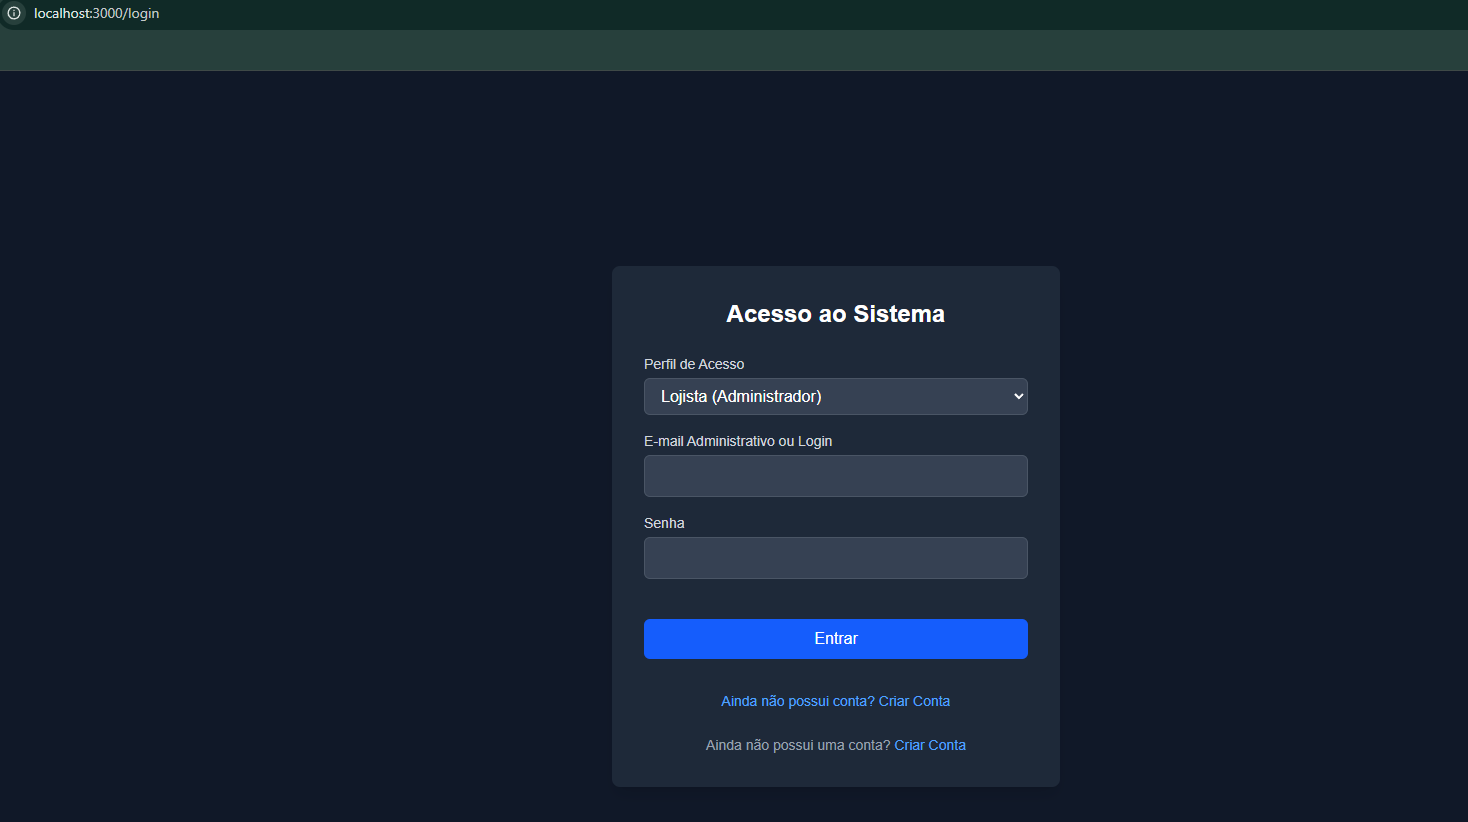 localhost:3000/login
Acesso ao Sistema
Perfil de Acesso
Lojista (Administrador)
E-mail Administrativo ou Login
Senha
Entrar
Ainda não possui conta? Criar Conta
Ainda não possui uma conta? Criar Conta